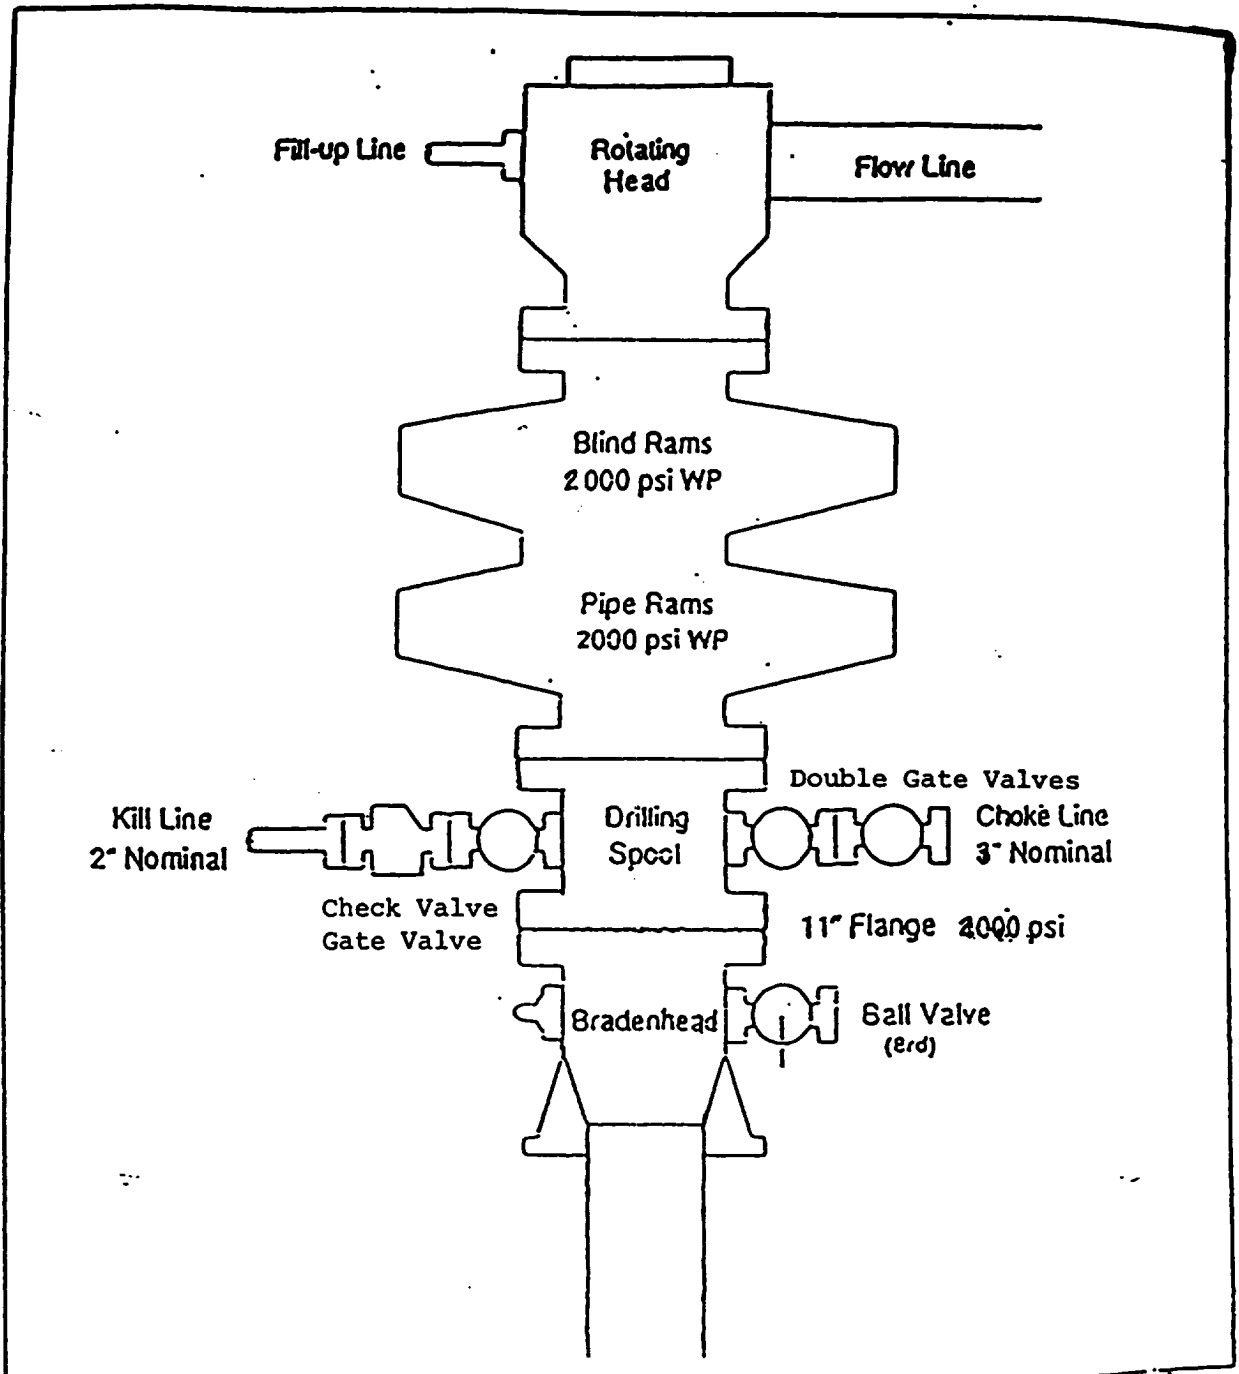 Fill-up Line
Rotating
Head
Flow Line
Blind Rams
2000 psi WP
Pipe Rams
2000 psi WP
Double Gate Valves
Kill Line
2" Nominal
Drilling
Spool
Choke Line
3" Nominal
Check Valve
Gate Valve
11" Flange psi
Bradenhead
Ball Valve